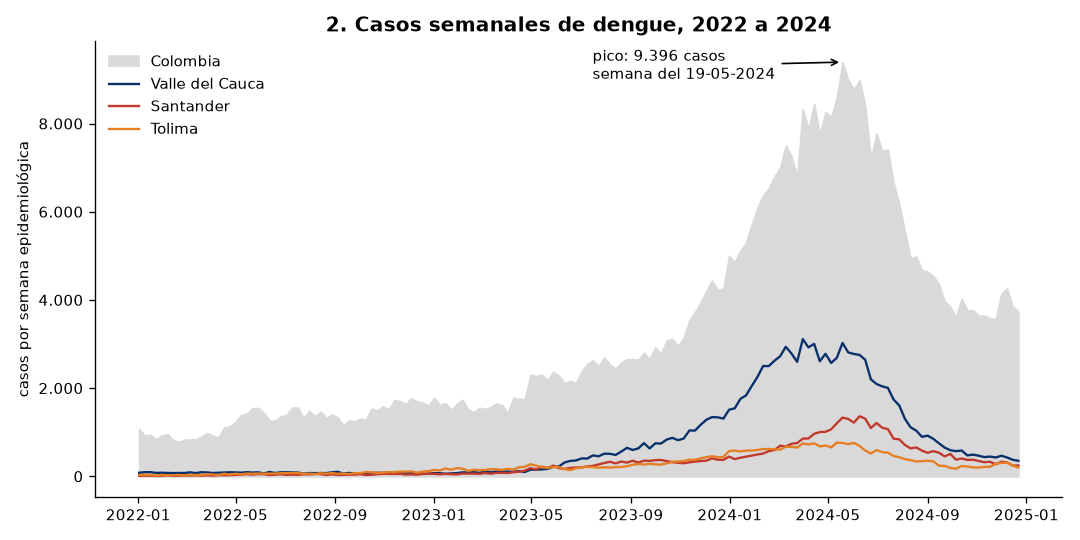 2. Casos semanales de dengue, 2022 a 2024
pico: 9.396 casos
semana del 19-05-2024
Colombia
Valle del Cauca
Santander
Tolima
casos por semana epidemiológica
8.000
6.000
4.000
2.000
0
2022-01
2022-05
2022-09
2023-01
2023-05
2023-09
2024-01
2024-05
2024-09
2025-01